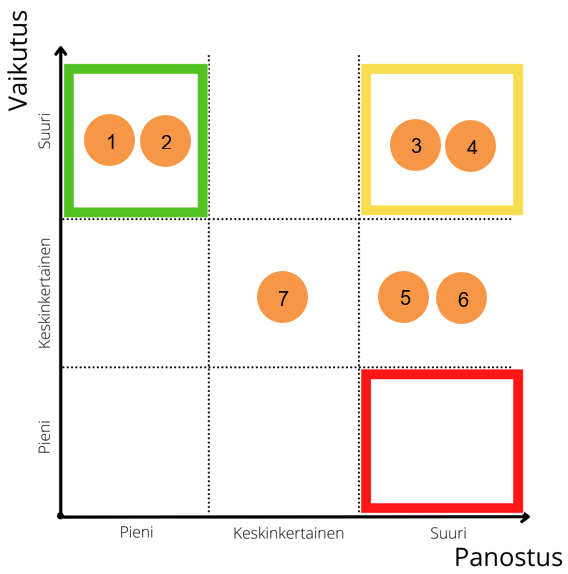 Vaikutus
Suuri
1 2
3 4
Keskinkertainen
7
5 6
Pieni
Pieni Keskinkertainen Suuri
Panostus